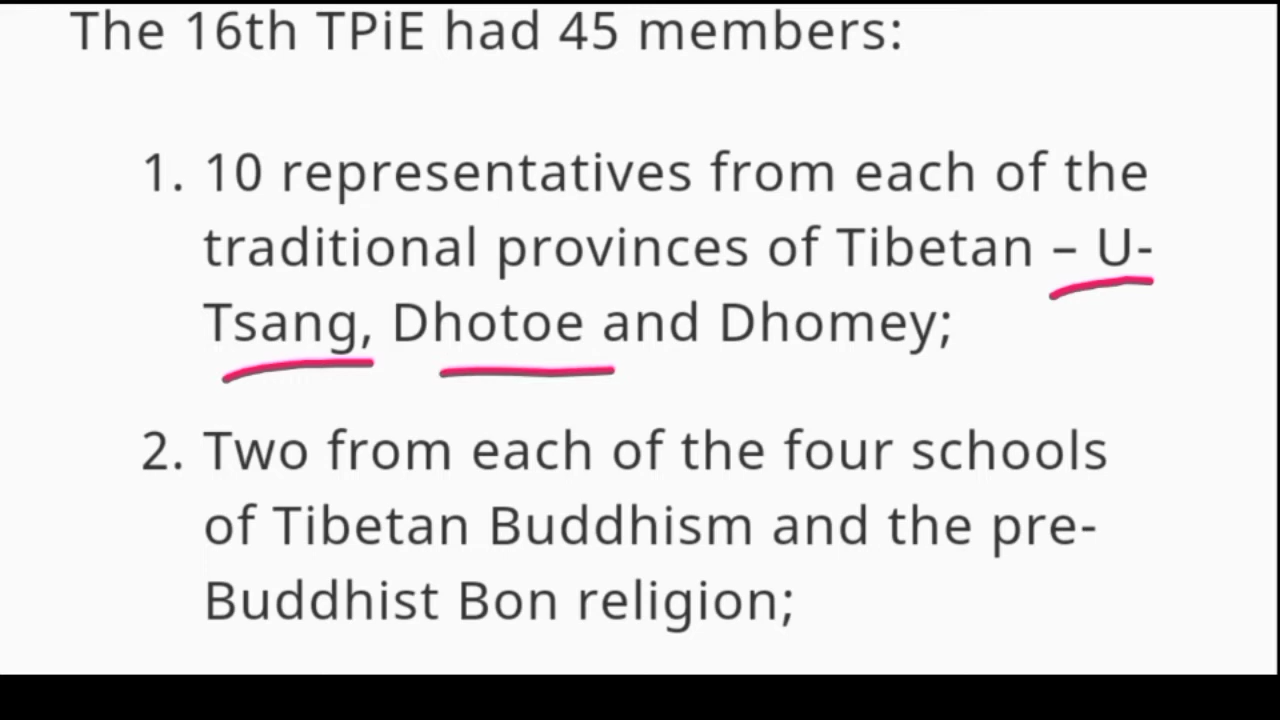 The 16th TPiE had 45 members:
1. 10 representatives from each of the
traditional provinces of Tibetan – U-
Tsang, Dhotoe and Dhomey;
2. Two from each of the four schools
of Tibetan Buddhism and the pre-
Buddhist Bon religion;